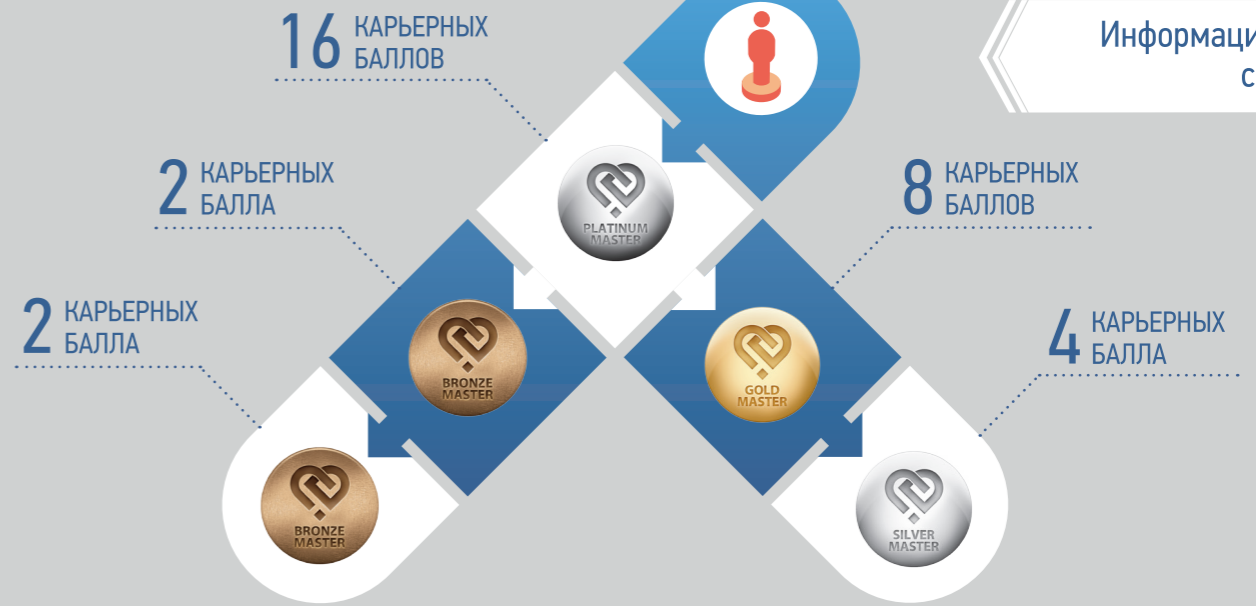 16 КАРЬЕРНЫХ
БАЛЛОВ
Информаци
с
2 КАРЬЕРНЫХ
БАЛЛА
PLATINUM
MASTER
8 КАРЬЕРНЫХ
БАЛЛОВ
2 КАРЬЕРНЫХ
БАЛЛА
BRONZE
MASTER
GOLD
MASTER
4 КАРЬЕРНЫХ
БАЛЛА
BRONZE
MASTER
SILVER
MASTER